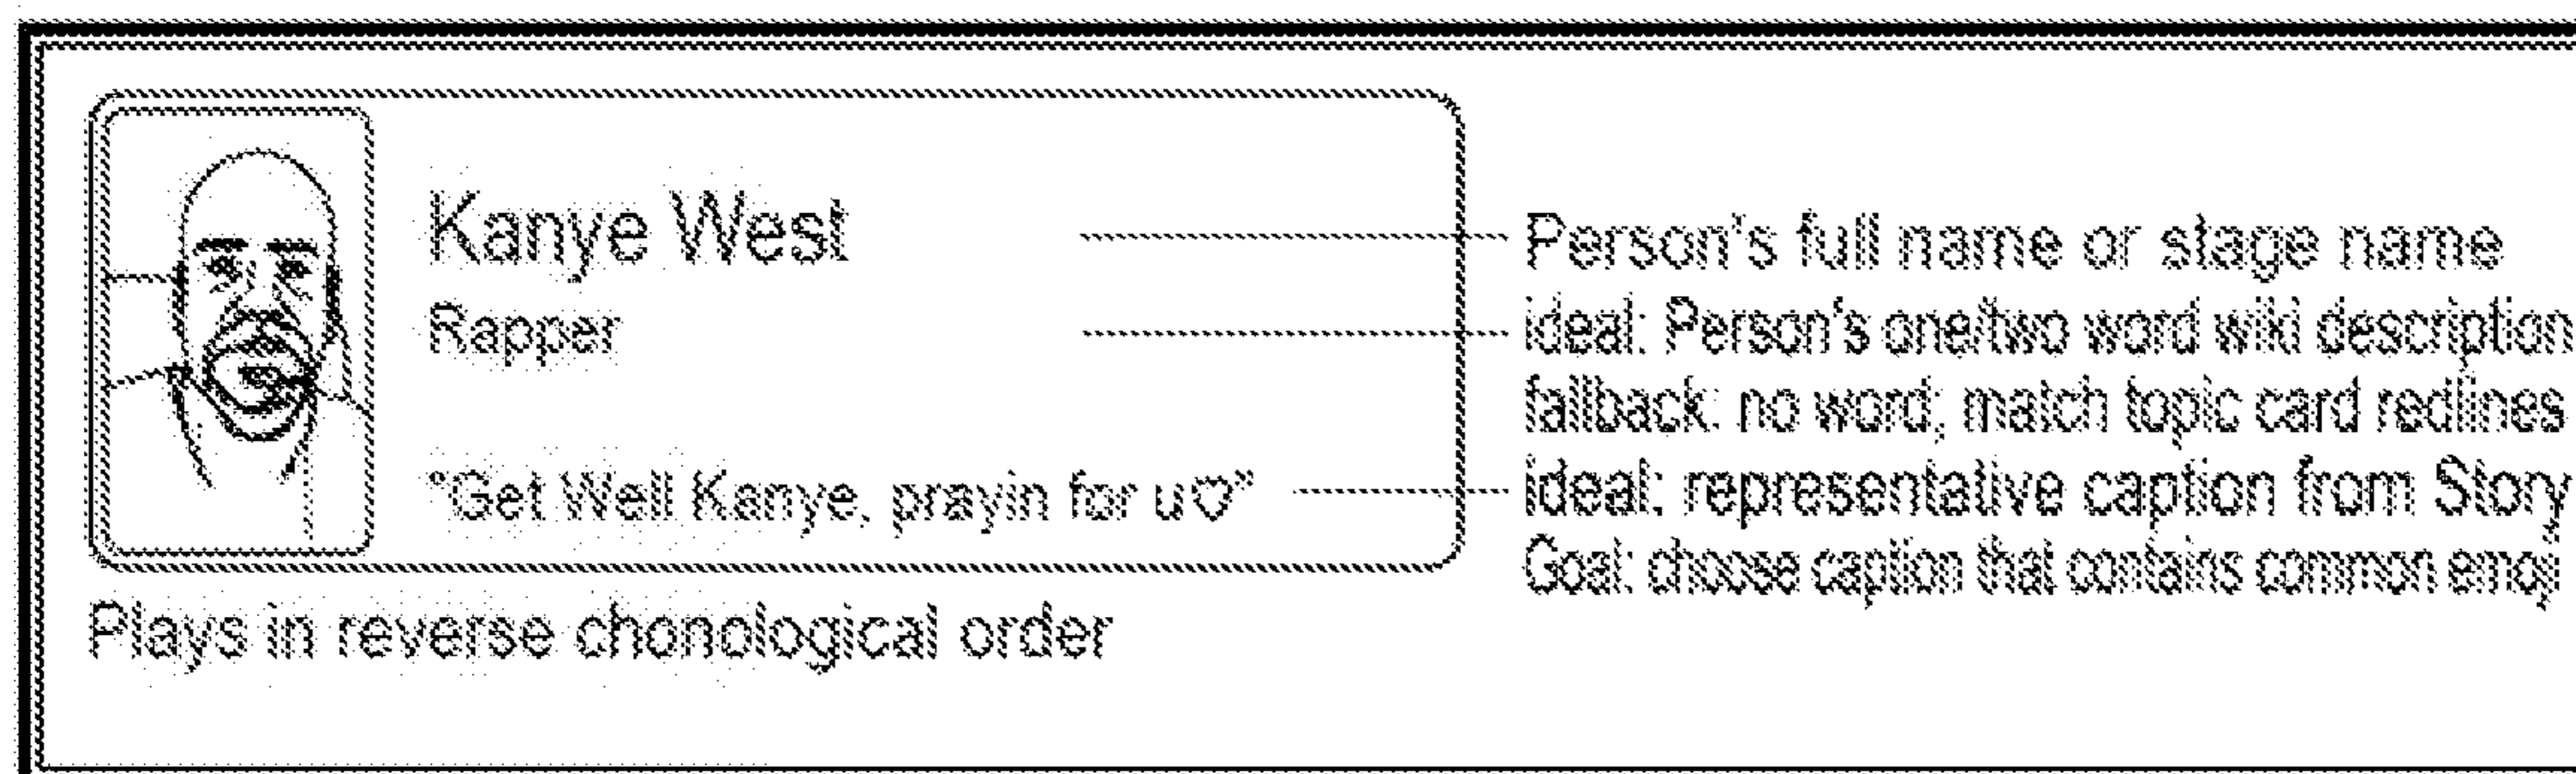 Kanye West
Rapper
"Get Well Kanye, prayin for u♡"
Plays in reverse chonological order
Person's full name or stage name
ideal: Person's one/two word wiki description
fallback: no word; match topic card redlines
ideal: representative caption from Story
Goal: choose caption that contains common emoji